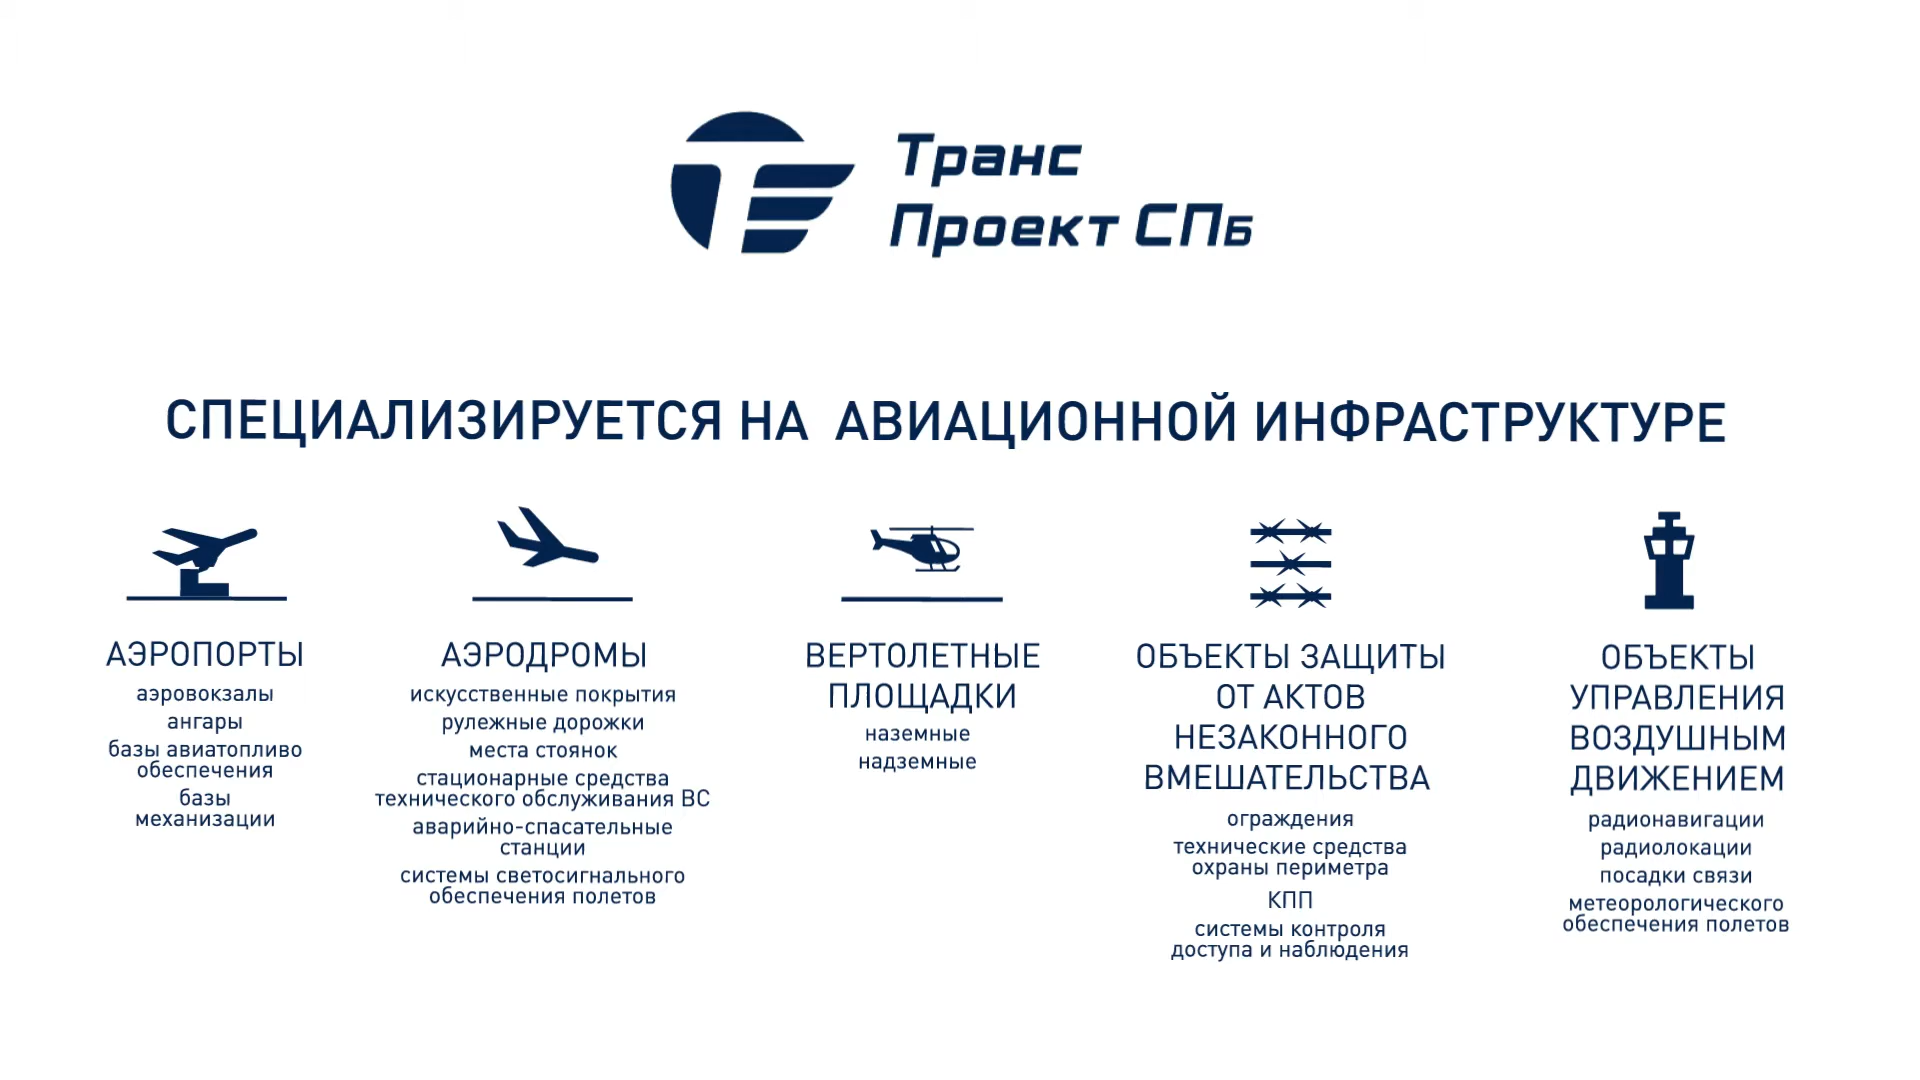 Транс
Проект СПб
СПЕЦИАЛИЗИРУЕТСЯ НА АВИАЦИОННОЙ ИНФРАСТРУКТУРЕ
АЭРОПОРТЫ
аэровокзалы
ангары
базы авиатопливо
обеспечения
базы
механизации
АЭРОДРОМЫ
искусственные покрытия
рулежные дорожки
места стоянок
стационарные средства
технического обслуживания ВС
аварийно-спасательные
станции
системы светосигнального
обеспечения полетов
ВЕРТОЛЕТНЫЕ
ПЛОЩАДКИ
наземные
надземные
ОБЪЕКТЫ ЗАЩИТЫ
ОТ АКТОВ
НЕЗАКОННОГО
ВМЕШАТЕЛЬСТВА
ограждения
технические средства
охраны периметра
КПП
системы контроля
доступа и наблюдения
ОБЪЕКТЫ
УПРАВЛЕНИЯ
ВОЗДУШНЫМ
ДВИЖЕНИЕМ
радионавигации
радиолокации
посадки связи
метеорологического
обеспечения полетов